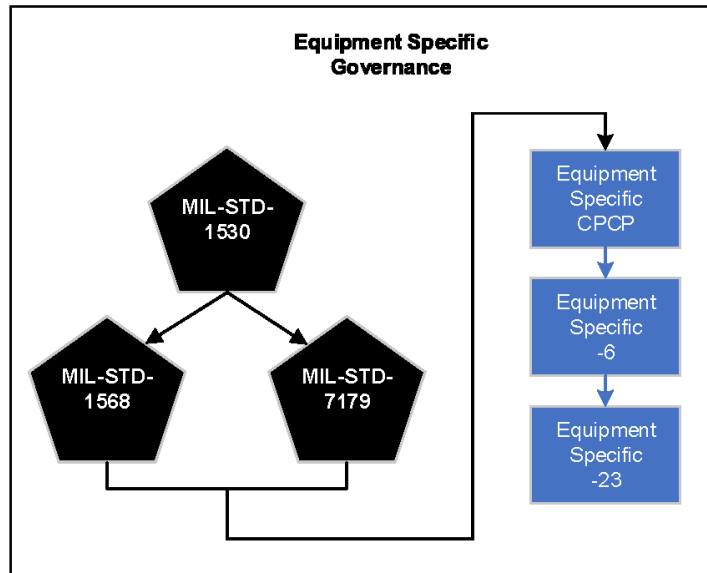 Equipment Specific
Governance
MIL-STD-
1530
MIL-STD-
1568
MIL-STD-
7179
Equipment
Specific
CPCP
Equipment
Specific
-6
Equipment
Specific
-23